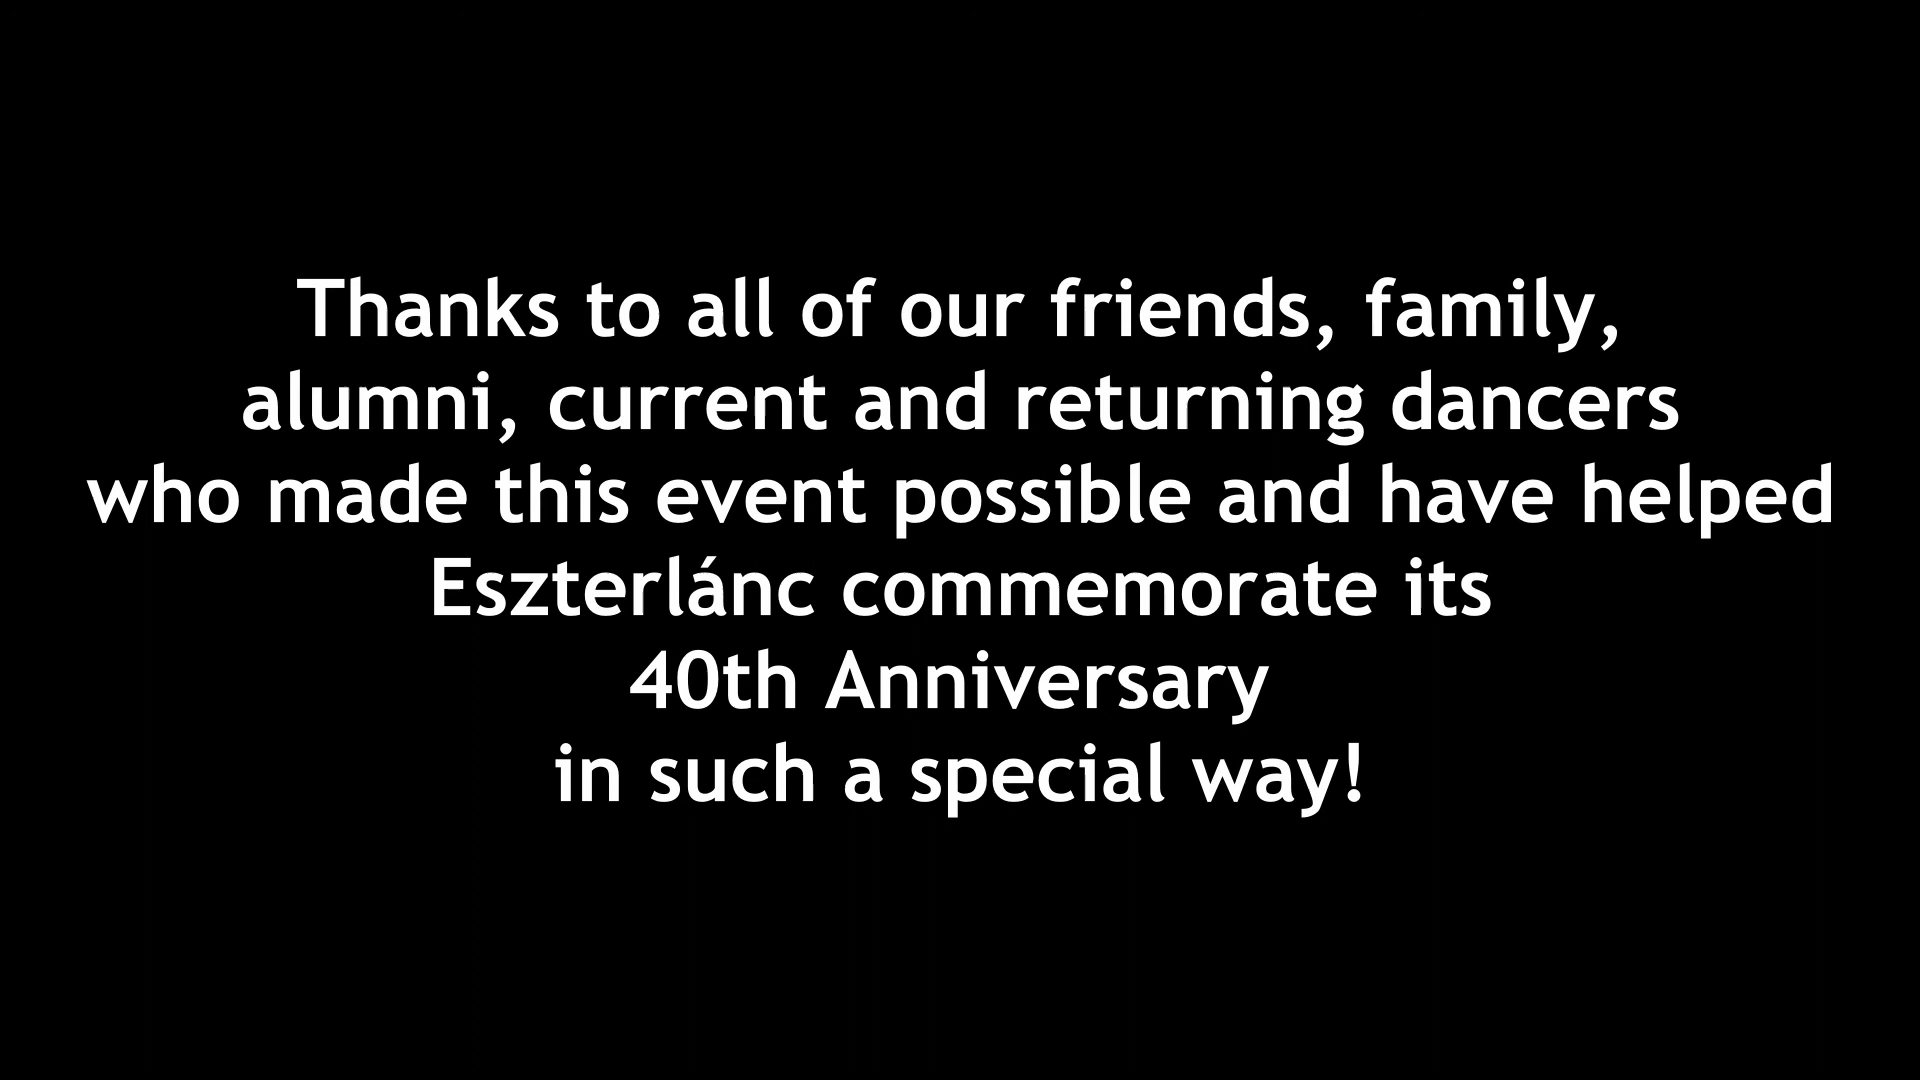 Thanks to all of our friends, family,
alumni, current and returning dancers
who made this event possible and have helped
Eszterlánc commemorate its
40th Anniversary
in such a special way!